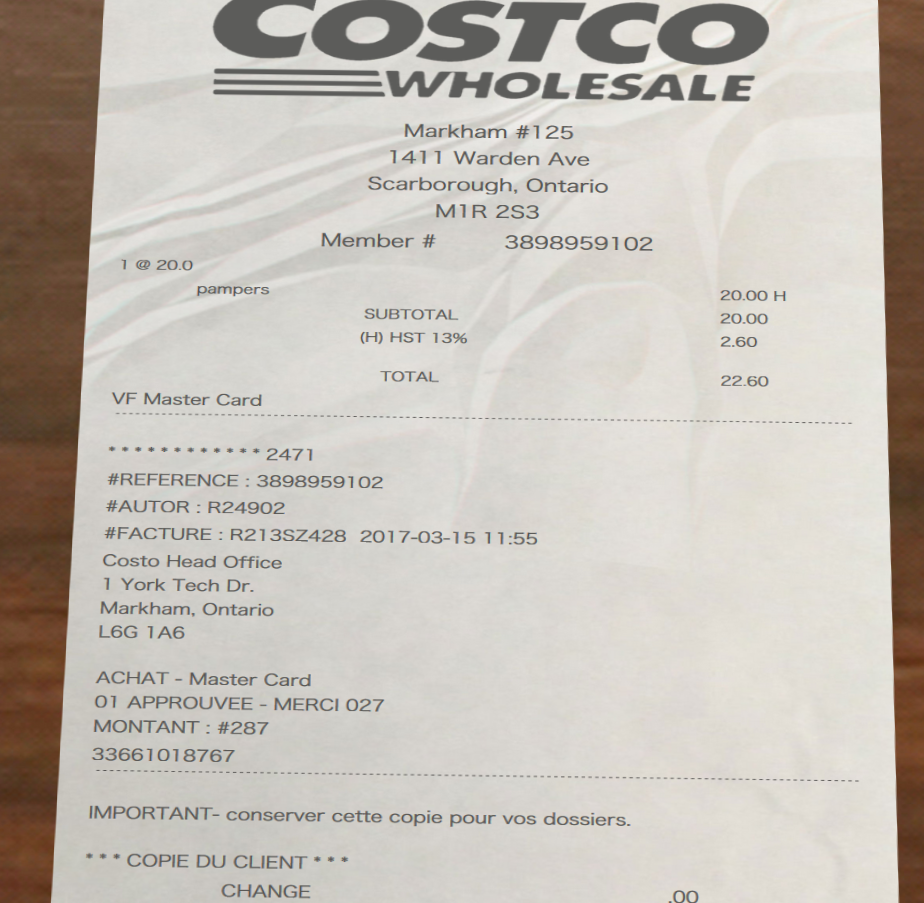 COSTCO
WHOLESALE
Markham #125
1411 Warden Ave
Scarborough, Ontario
M1R 2S3
Member # 3898959102
1 @ 20.0
pampers 20.00 H
SUBTOTAL 20.00
(H) HST 13% 2.60
TOTAL 22.60
VF Master Card
* * * * * * * * * * * * 2471
#REFERENCE : 3898959102
#AUTOR : R24902
#FACTURE : R213SZ428 2017-03-15 11:55
Costo Head Office
1 York Tech Dr.
Markham, Ontario
L6G 1A6
ACHAT - Master Card
01 APPROUVEE - MERCI 027
MONTANT : #287
33661018767
IMPORTANT- conserver cette copie pour vos dossiers.
* * * COPIE DU CLIENT * * *
CHANGE .00